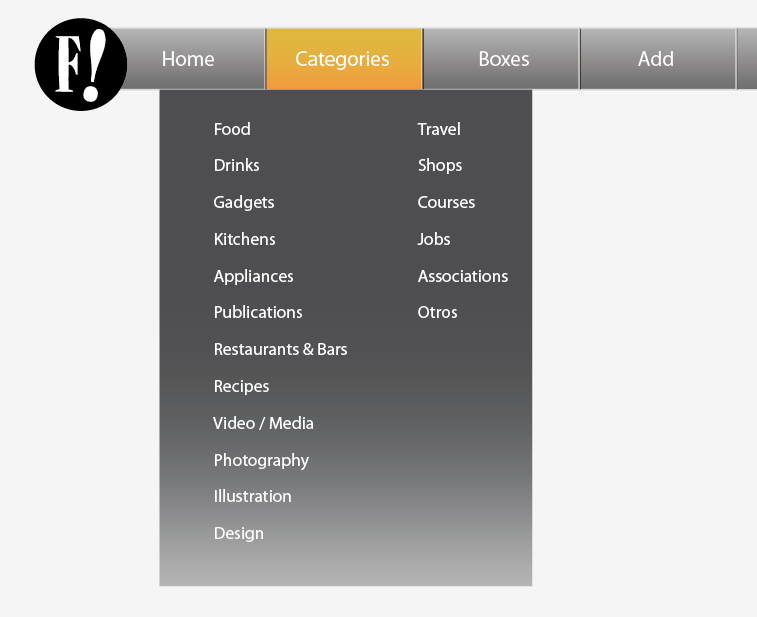 F!
Home
Categories
Boxes
Add
Food
Drinks
Gadgets
Kitchens
Appliances
Publications
Restaurants & Bars
Recipes
Video / Media
Photography
Illustration
Design
Travel
Shops
Courses
Jobs
Associations
Otros